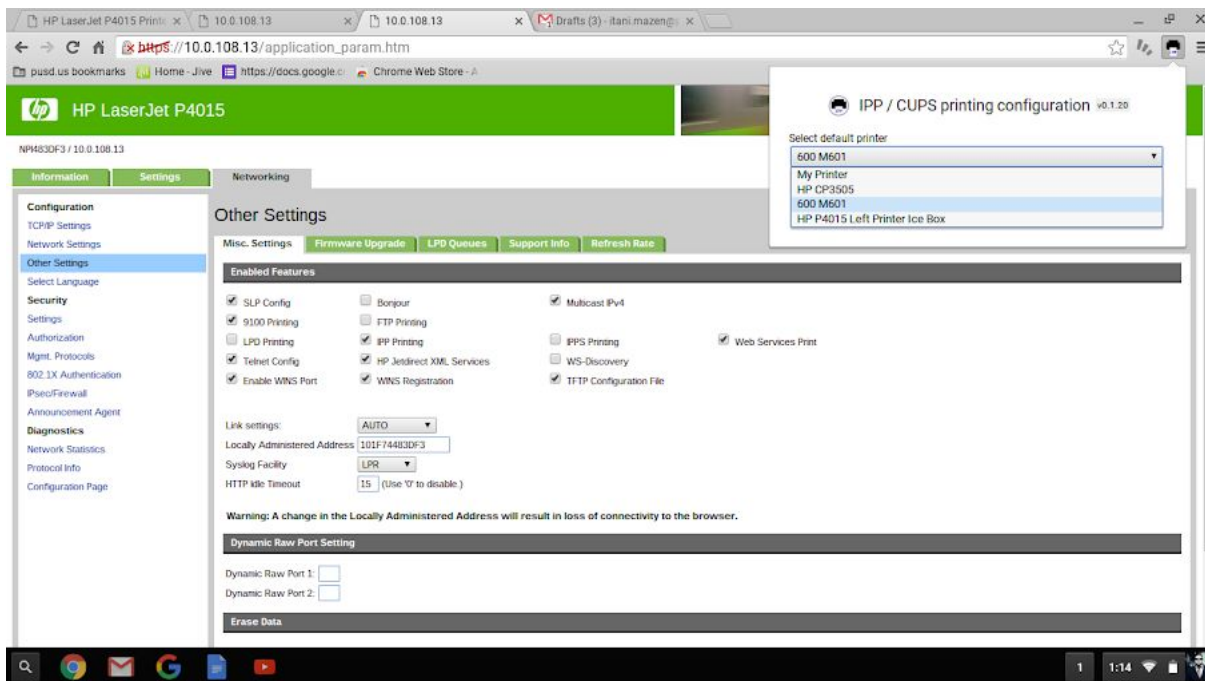 HP LaserJet P4015 Printe
10.0.108.13
10.0.108.13
Drafts (3) - itani.mazen@
https://10.0.108.13/application_param.htm
pusd.us bookmarks
Home - Jive
https://docs.google.c
Chrome Web Store - A
hp
HP LaserJet P4015
NPI483DF3 / 10.0.108.13
IPP / CUPS printing configuration v0.1.20
Select default printer
600 M601
My Printer
HP CP3505
600 M601
HP P4015 Left Printer Ice Box
Information
Settings
Networking
Configuration
TCP/IP Settings
Network Settings
Other Settings
Select Language
Security
Settings
Authorization
Mgmt. Protocols
802.1X Authentication
IPsec/Firewall
Announcement Agent
Diagnostics
Network Statistics
Protocol Info
Configuration Page
Other Settings
Misc. Settings
Firmware Upgrade
LPD Queues
Support Info
Refresh Rate
Enabled Features
SLP Config
Bonjour
Multicast IPv4
9100 Printing
FTP Printing
LPD Printing
IPP Printing
IPPS Printing
Web Services Print
Telnet Config
HP Jetdirect XML Services
WS-Discovery
Enable WINS Port
WINS Registration
TFTP Configuration File
Link settings:
AUTO
Locally Administered Address
101F74483DF3
Syslog Facility
LPR
HTTP Idle Timeout
15
(Use '0' to disable.)
Warning: A change in the Locally Administered Address will result in loss of connectivity to the browser.
Dynamic Raw Port Setting
Dynamic Raw Port 1:
Dynamic Raw Port 2:
Erase Data
1
1:14